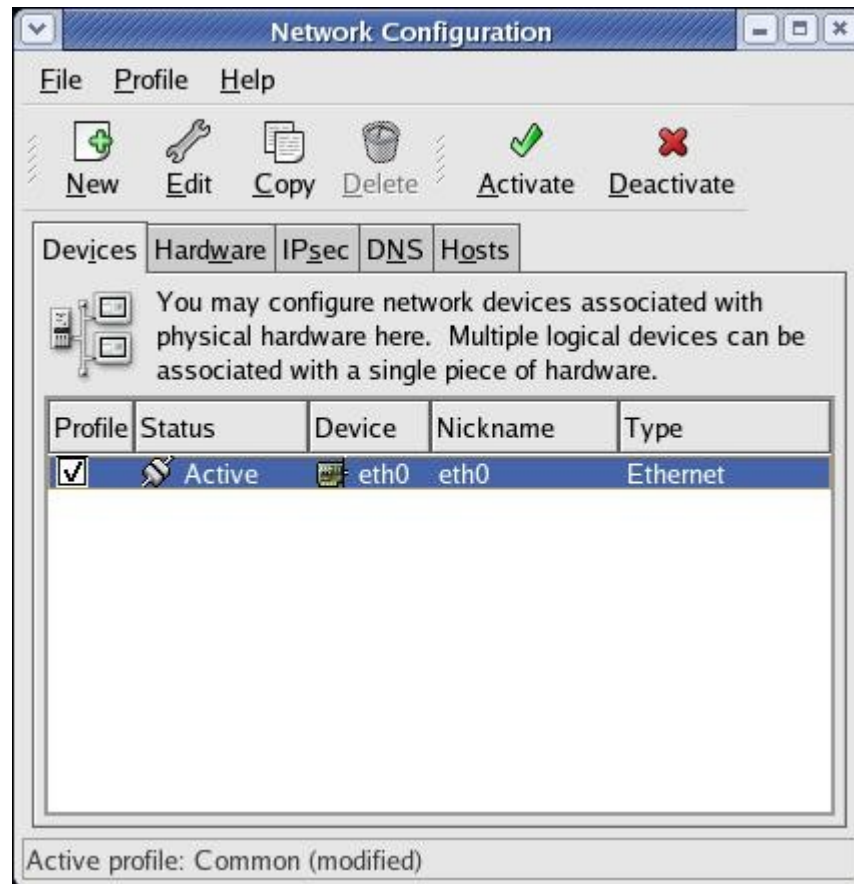 Network Configuration
File Profile Help
New Edit Copy Delete Activate Deactivate
Devices Hardware IPsec DNS Hosts
You may configure network devices associated with
physical hardware here. Multiple logical devices can be
associated with a single piece of hardware.
Profile Status Device Nickname Type
Active eth0 eth0 Ethernet
Active profile: Common (modified)